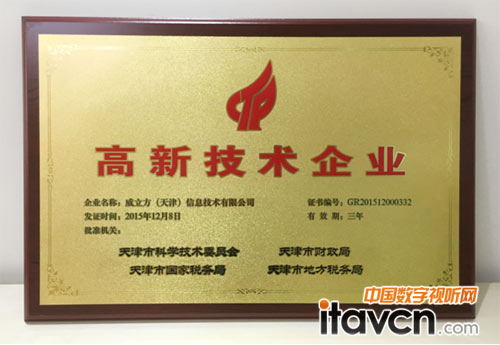 高新技术企业
企业名称：成立方（天津）信息技术有限公司 证书编号：GR201512000332
发证时间：2015年12月8日 有 效 期：三年
批准机关：
天津市科学技术委员会 天津市财政局
天津市国家税务局 天津市地方税务局
中国数字视听网
itavcn.com